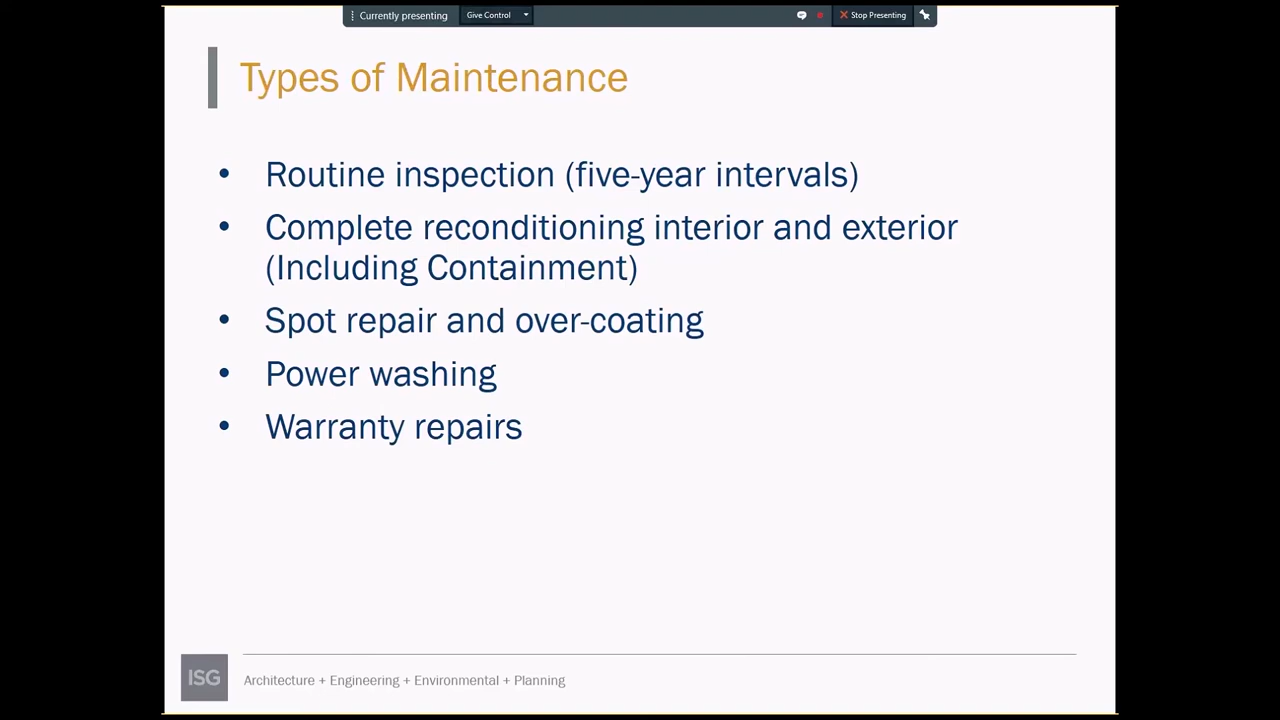 Currently presenting Give Control Stop Presenting
Types of Maintenance
• Routine inspection (five-year intervals)
• Complete reconditioning interior and exterior
(Including Containment)
• Spot repair and over-coating
• Power washing
• Warranty repairs
ISG Architecture + Engineering + Environmental + Planning